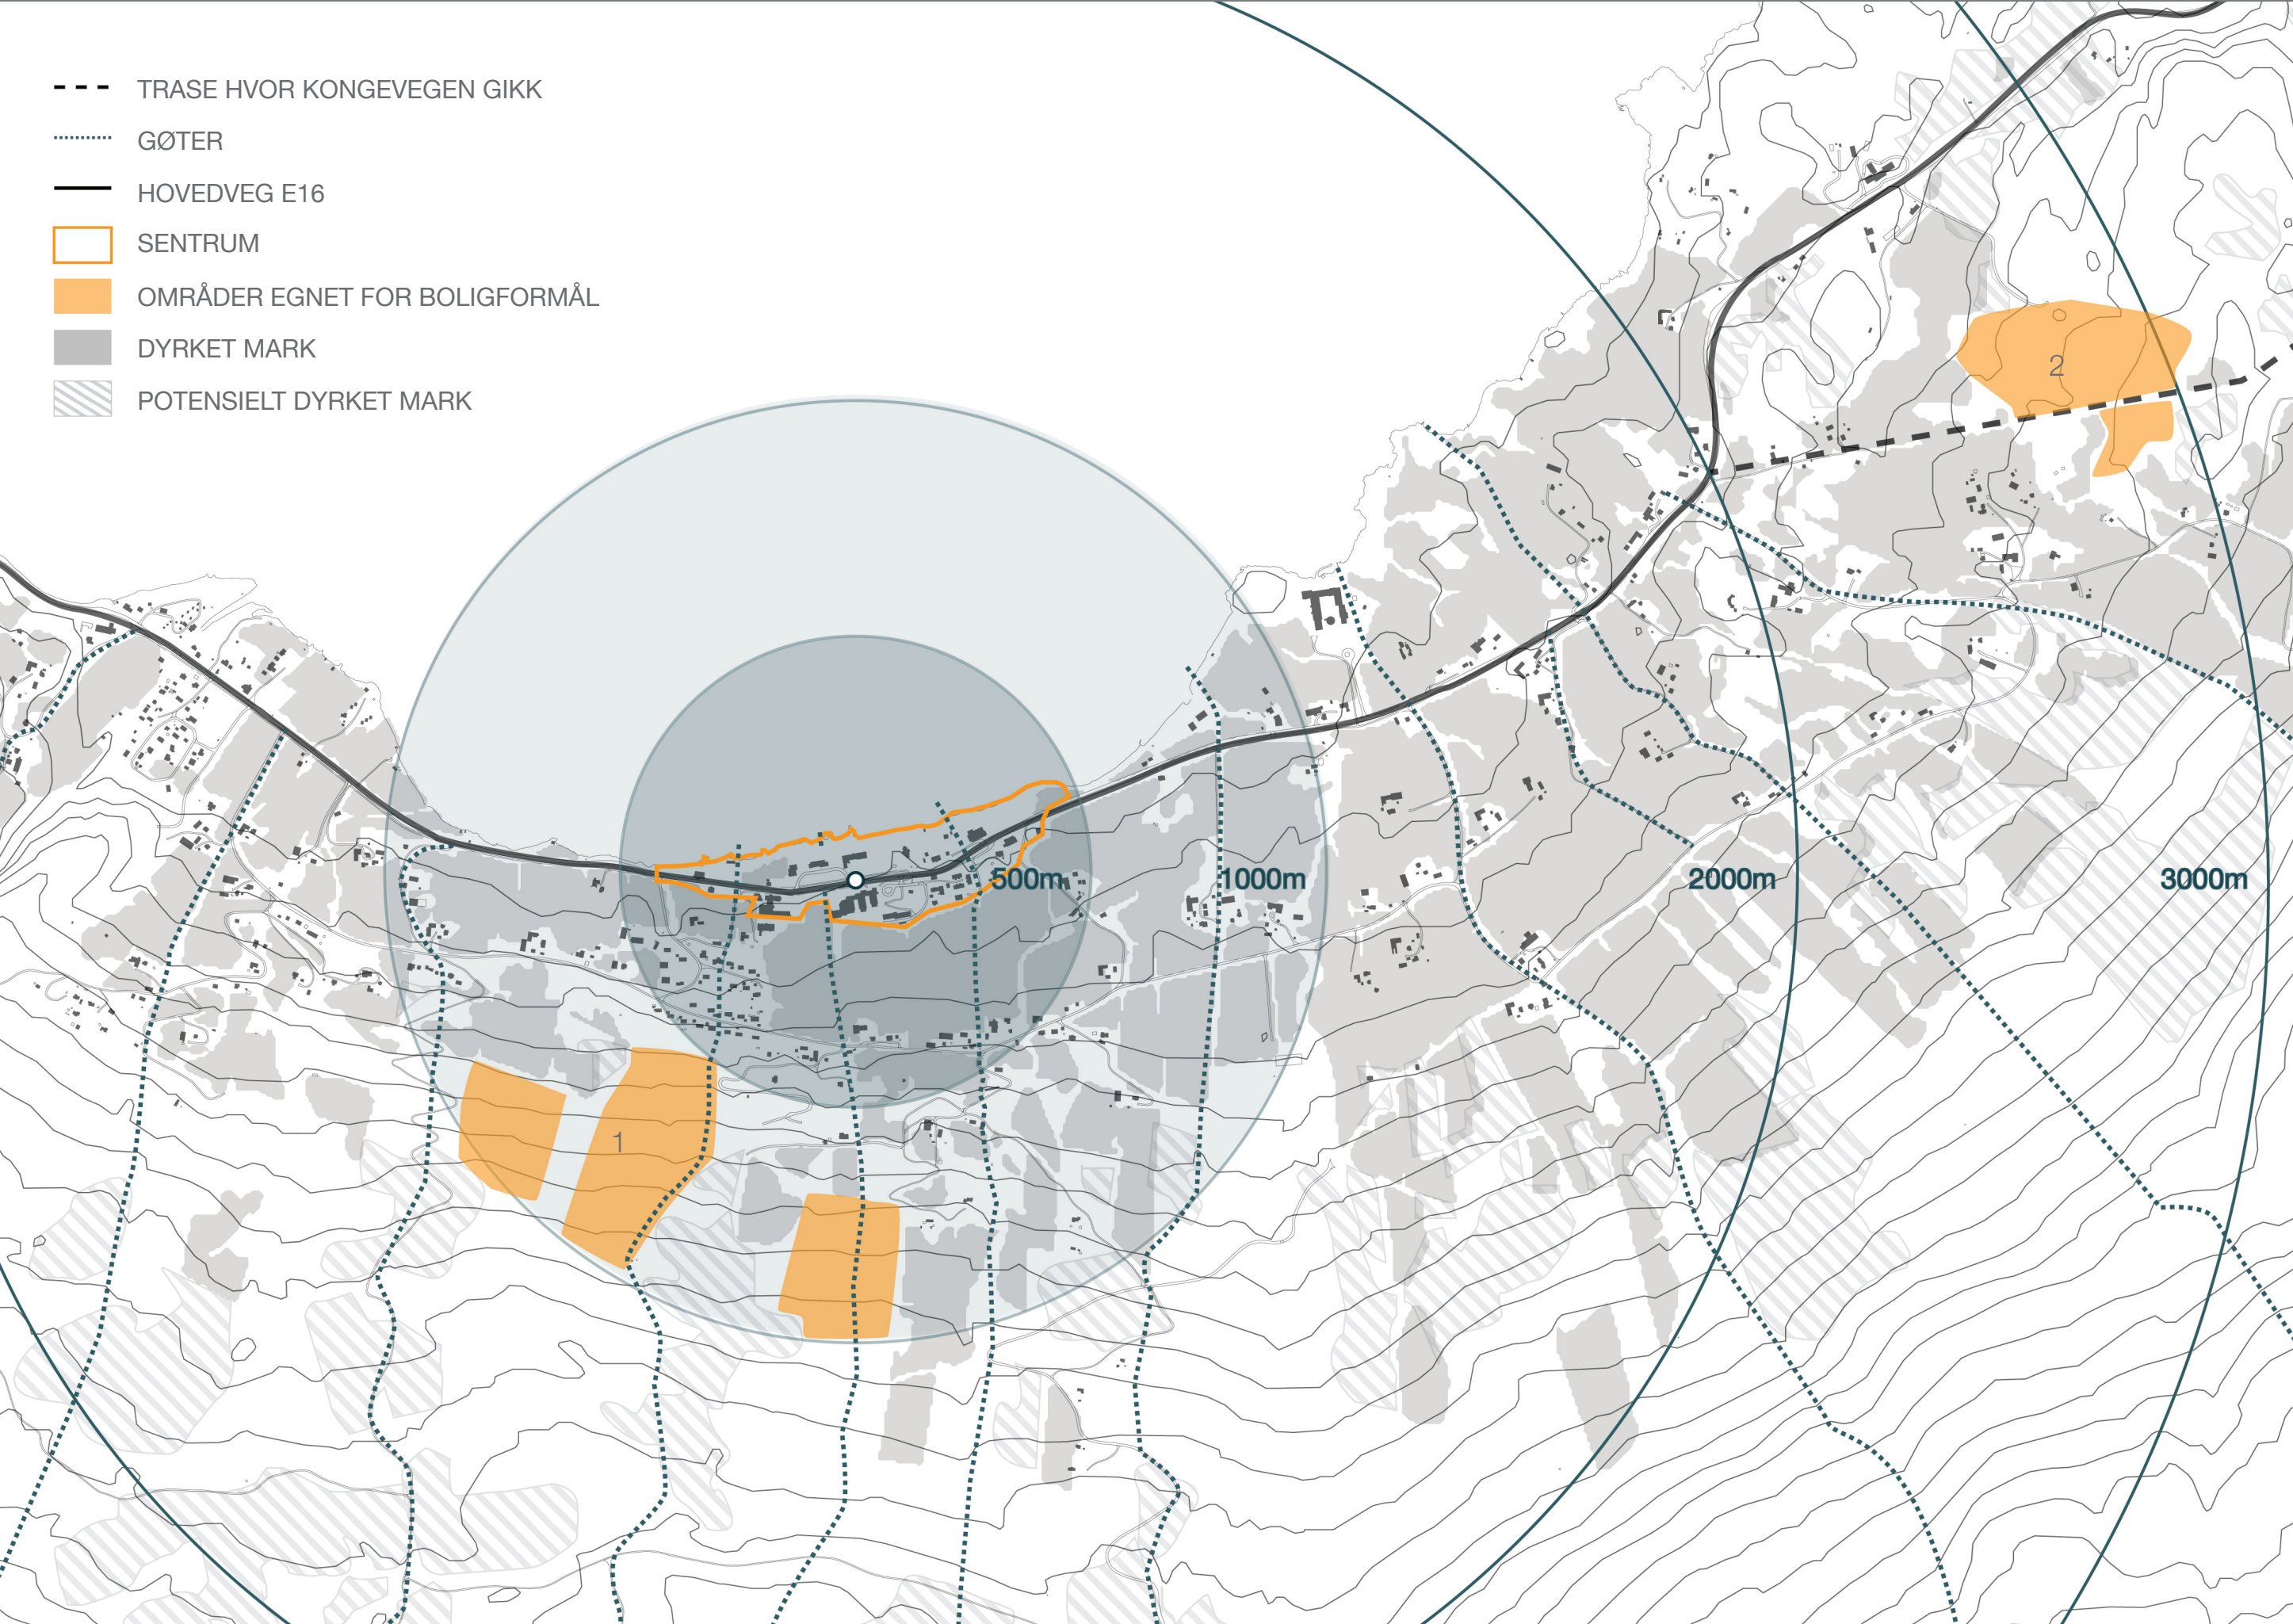 TRASE HVOR KONGEVEGEN GIKK
GØTER
HOVEDVEG E16
SENTRUM
OMRÅDER EGNET FOR BOLIGFORMÅL
DYRKET MARK
POTENSIELT DYRKET MARK
2
500m
1000m
2000m
3000m
1